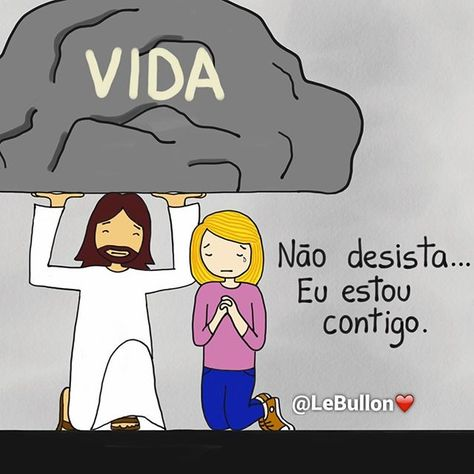 VIDA
Não desista...
Eu estou
contigo.
@LeBullon❤️